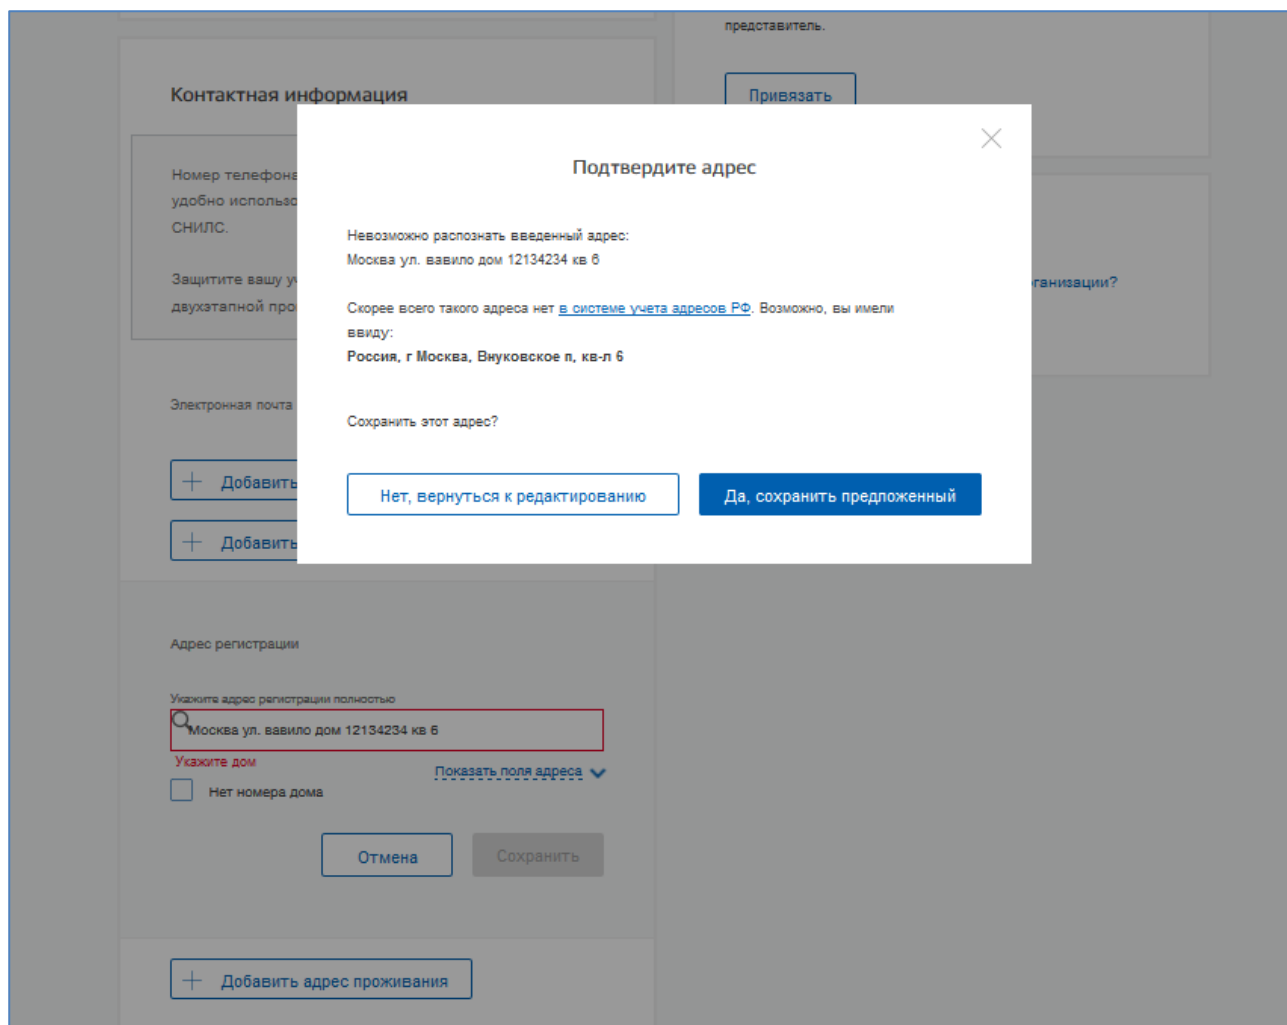 представитель.
Привязать
Контактная информация
Номер телефона
удобно использо
СНИЛС.
Защитите вашу уч
двухэтапной про
Электронная почта
Добавить
Добавить
рганизации?
Подтвердите адрес
Невозможно распознать введенный адрес:
Москва ул. вавило дом 12134234 кв 6
Скорее всего такого адреса нет в системе учета адресов РФ. Возможно, вы имели
ввиду:
Россия, г Москва, Внуковское п, кв-л 6
Сохранить этот адрес?
Нет, вернуться к редактированию
Да, сохранить предложенный
Адрес регистрации
Укажите адрес регистрации полностью
Москва ул. вавило дом 12134234 кв 6
Укажите дом
Показать поля адреса
Нет номера дома
Отмена
Сохранить
Добавить адрес проживания